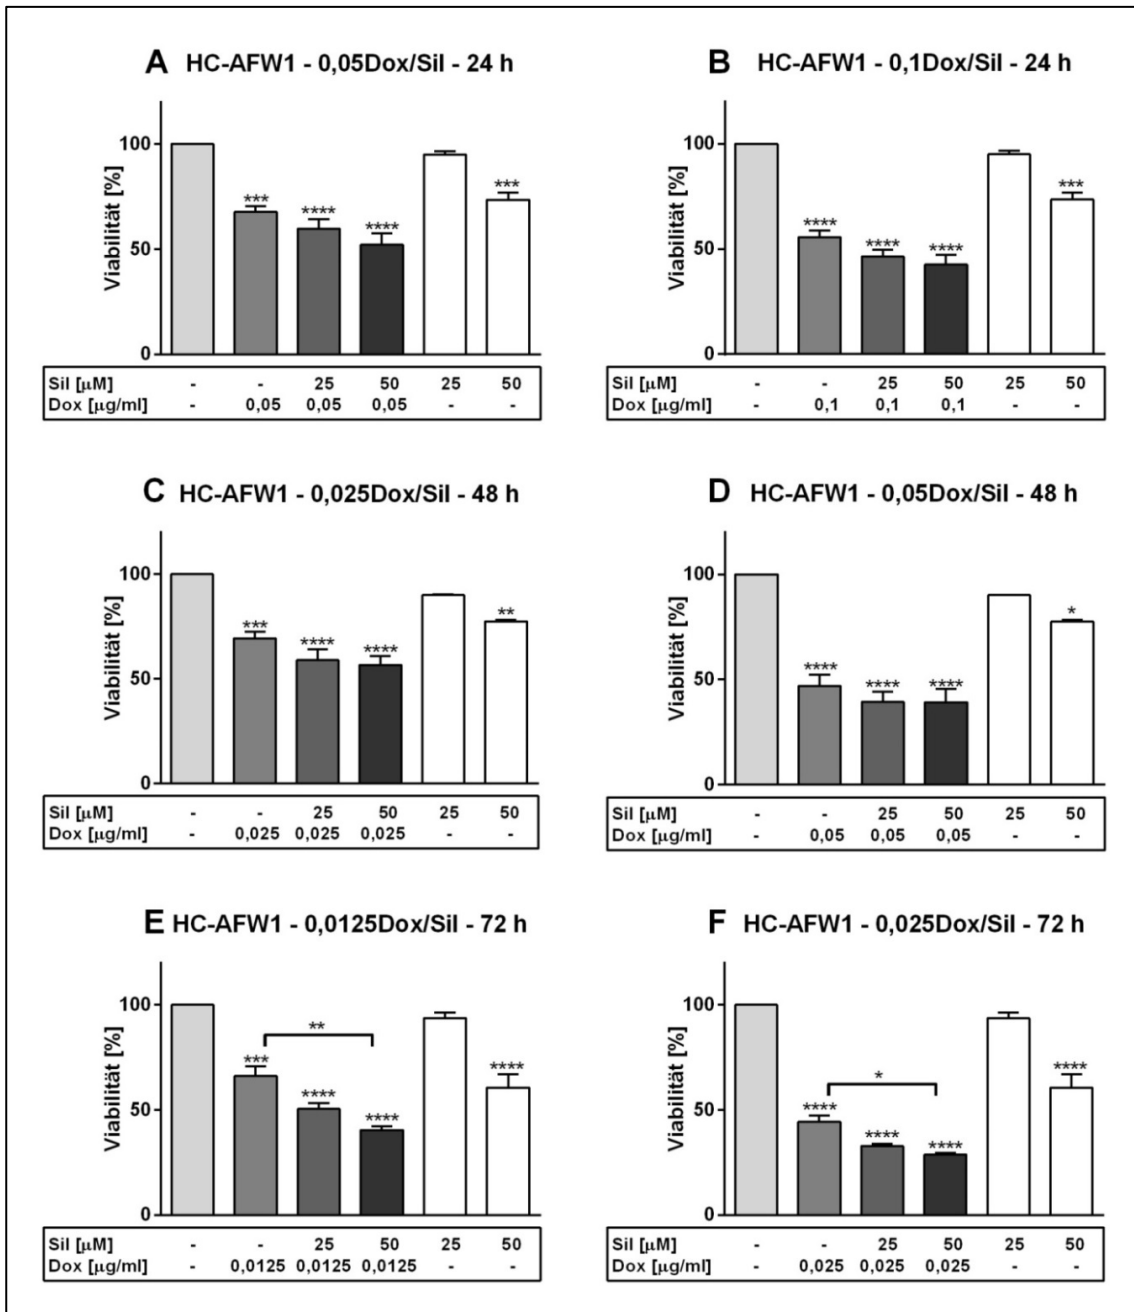 A HC-AFW1 - 0,05Dox/Sil - 24 h
Viabilität [%]
100
50
0
***
****
****
***
Sil [µM] - - 25 50 25 50
Dox [µg/ml] - 0,05 0,05 0,05 - -
B HC-AFW1 - 0,1Dox/Sil - 24 h
Viabilität [%]
100
50
0
****
****
****
***
Sil [µM] - - 25 50 25 50
Dox [µg/ml] - 0,1 0,1 0,1 - -
C HC-AFW1 - 0,025Dox/Sil - 48 h
Viabilität [%]
100
50
0
***
****
****
**
Sil [µM] - - 25 50 25 50
Dox [µg/ml] - 0,025 0,025 0,025 - -
D HC-AFW1 - 0,05Dox/Sil - 48 h
Viabilität [%]
100
50
0
****
****
****
*
Sil [µM] - - 25 50 25 50
Dox [µg/ml] - 0,05 0,05 0,05 - -
E HC-AFW1 - 0,0125Dox/Sil - 72 h
Viabilität [%]
100
50
0
**
***
****
****
****
Sil [µM] - - 25 50 25 50
Dox [µg/ml] - 0,0125 0,0125 0,0125 - -
F HC-AFW1 - 0,025Dox/Sil - 72 h
Viabilität [%]
100
50
0
*
****
****
****
****
Sil [µM] - - 25 50 25 50
Dox [µg/ml] - 0,025 0,025 0,025 - -